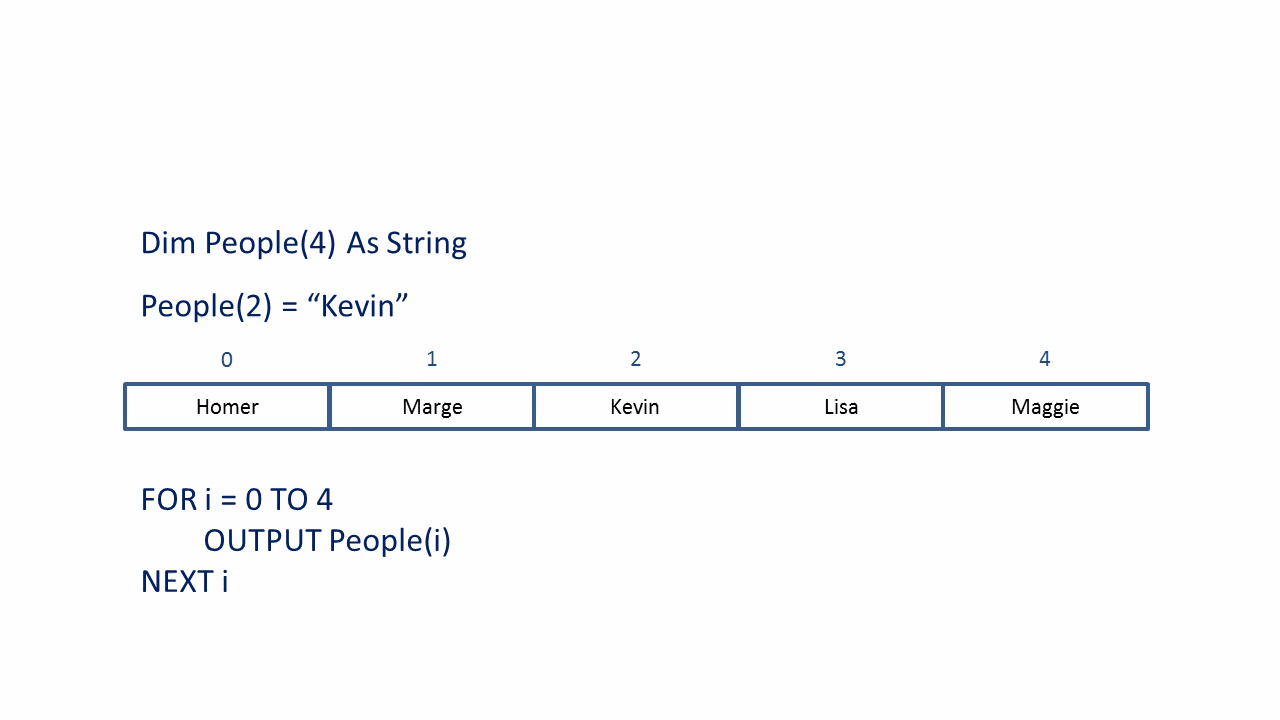 Dim People(4) As String
People(2) = “Kevin”
0 1 2 3 4
Homer Marge Kevin Lisa Maggie
FOR i = 0 TO 4
OUTPUT People(i)
NEXT i